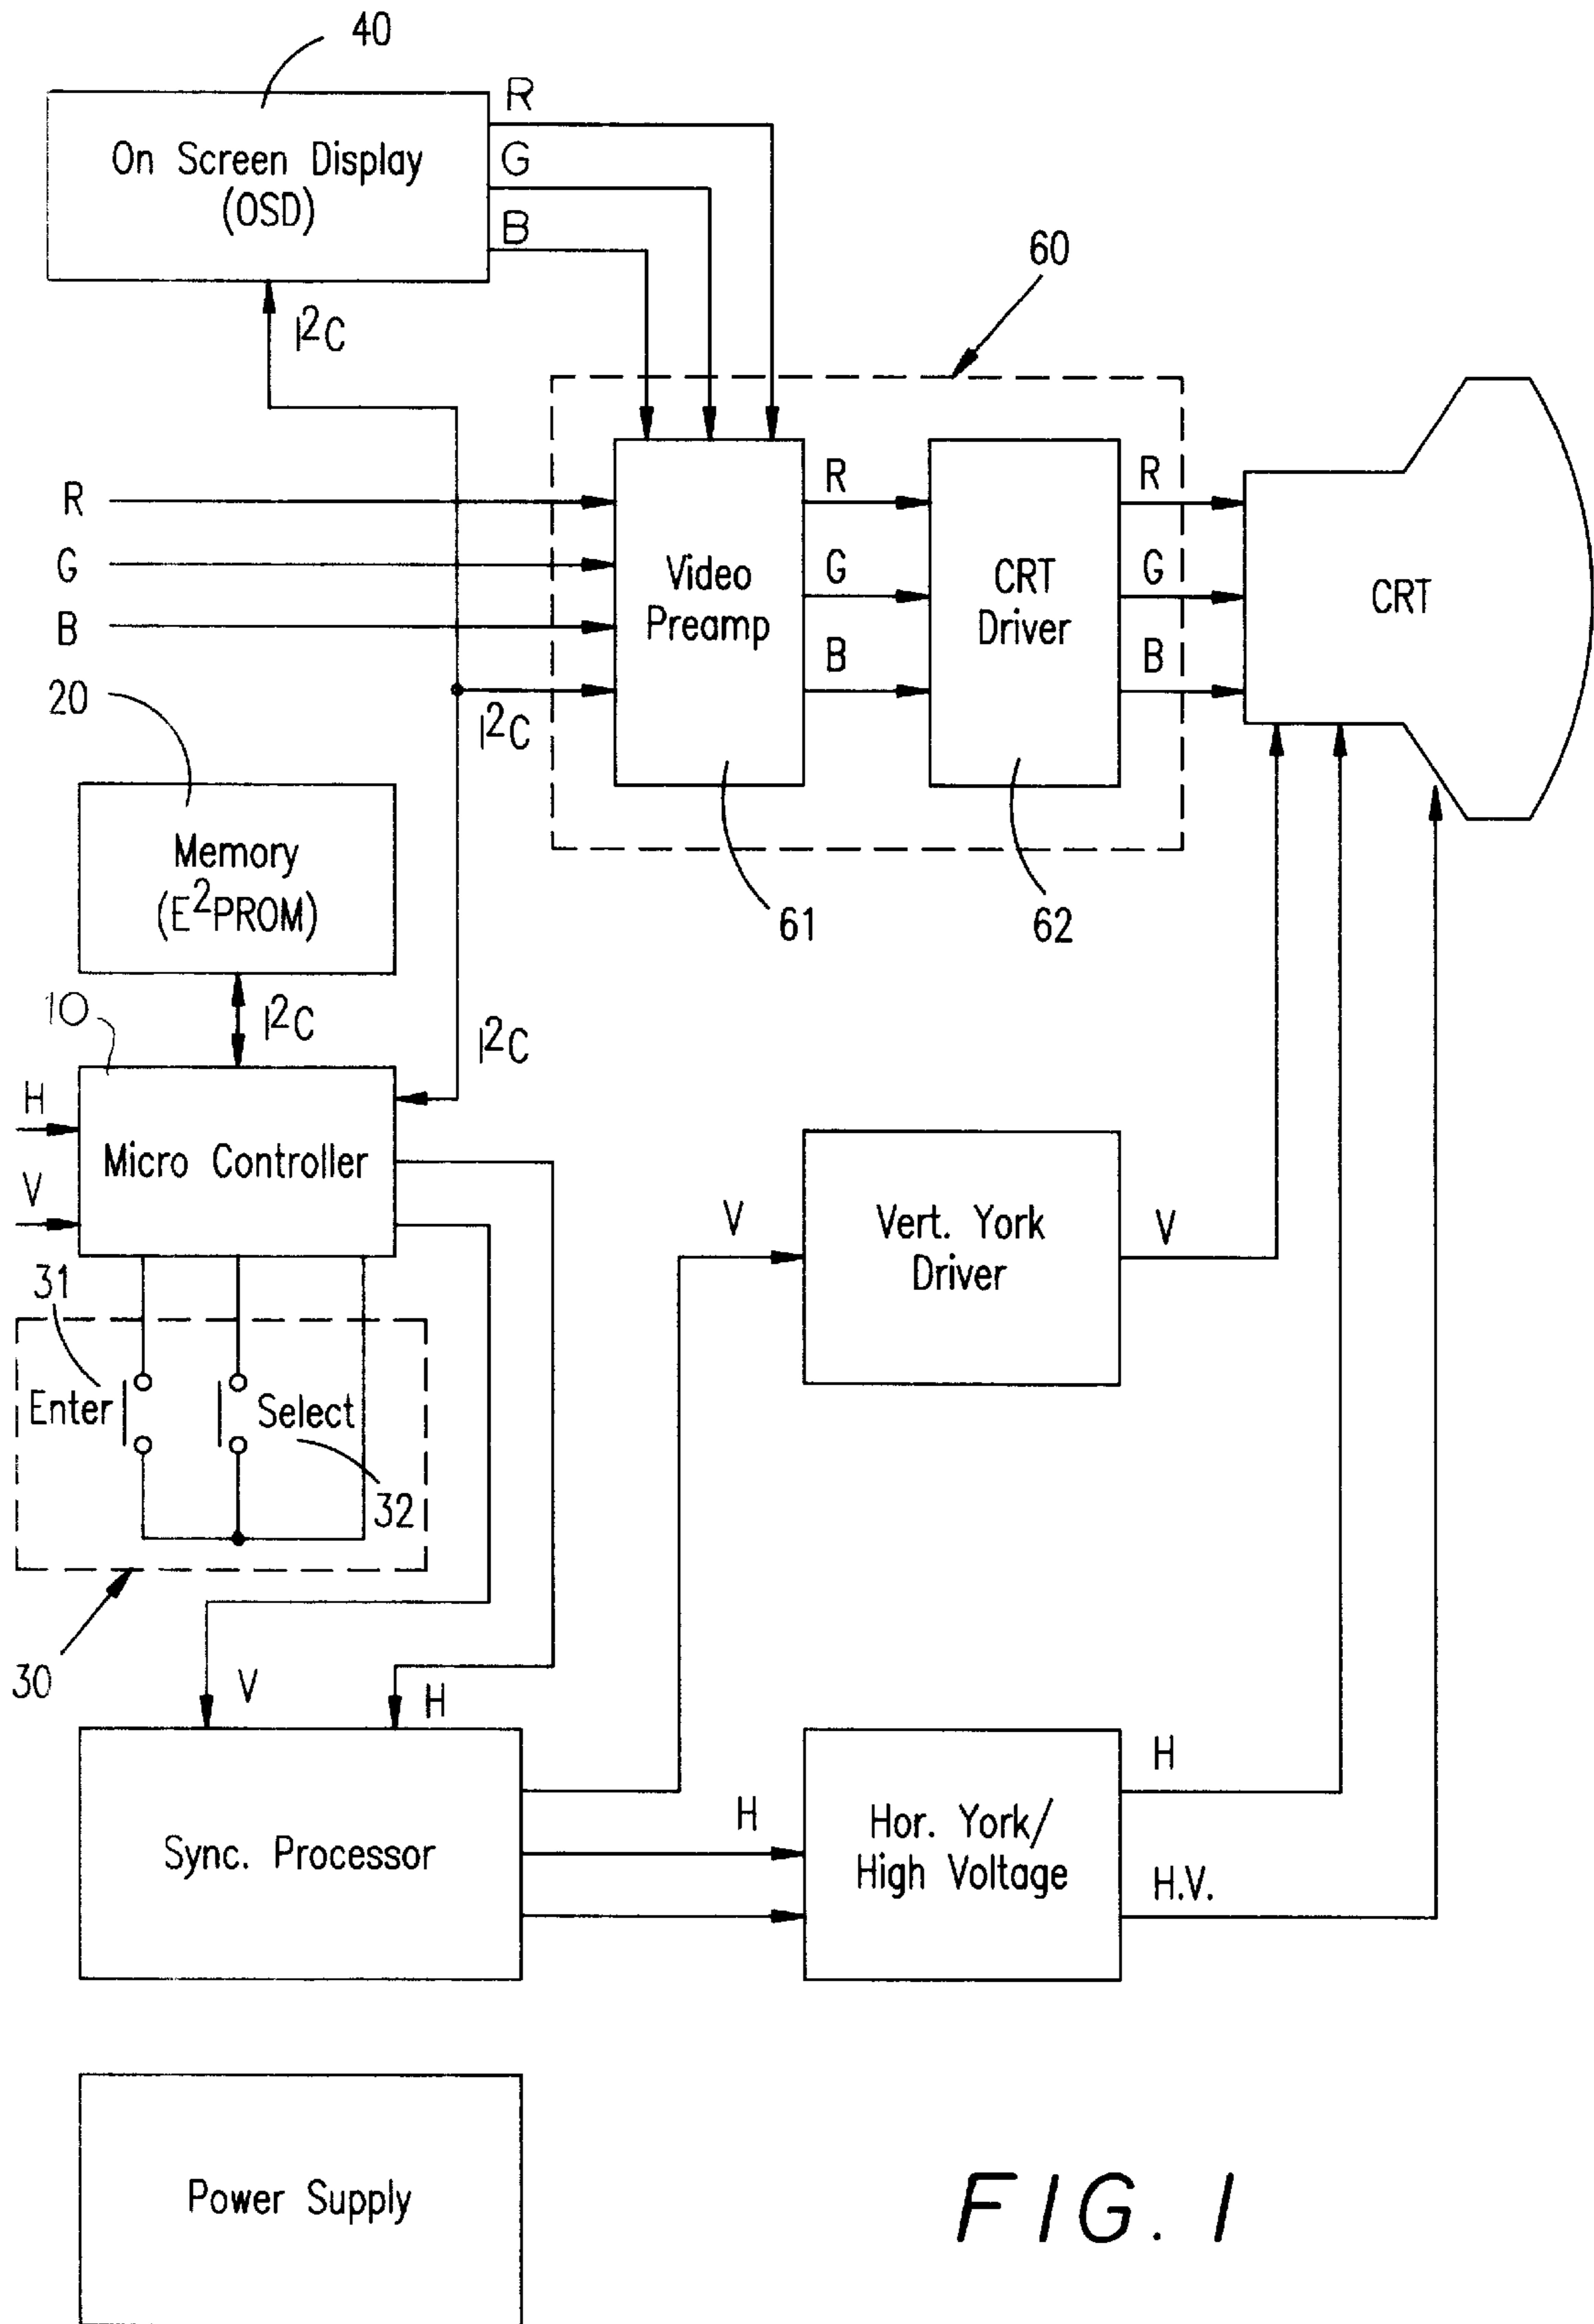 40
R
On Screen Display
(OSD)
G
B
I²C
60
R
G
B
Video
Preamp
R
G
B
CRT
Driver
R
G
B
CRT
I²C
20
61
62
Memory
(E²PROM)
I²C
I²C
10
H
V
Micro Controller
31
Enter
Select
32
30
V
H
V
Vert. York
Driver
V
Sync. Processor
H
Hor. York/
High Voltage
H
H.V.
Power Supply
FIG. 1